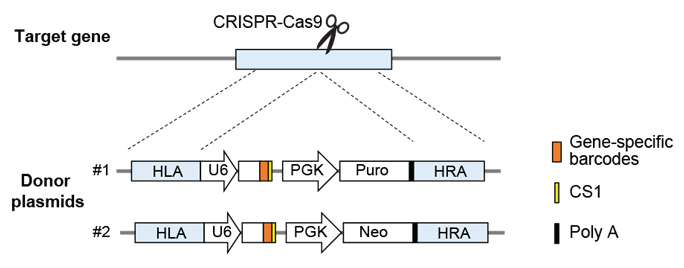 CRISPR-Cas9
Target gene
#1 HLA U6 PGK Puro HRA
Donor
plasmids
#2 HLA U6 PGK Neo HRA
Gene-specific
barcodes
CS1
Poly A